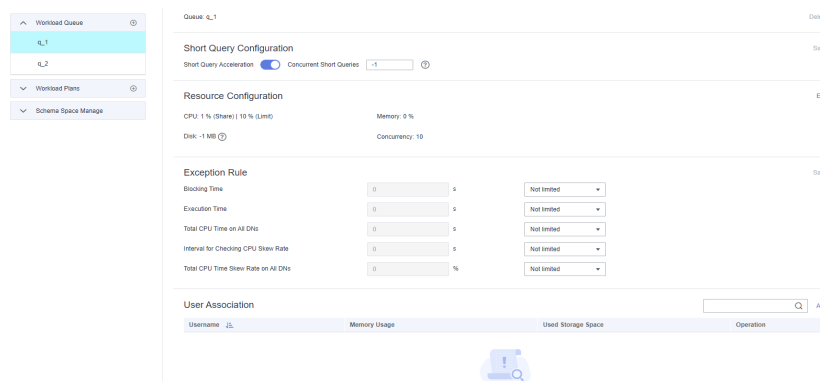 Workload Queue
q_1
q_2
Workload Plans
Schema Space Manage
Queue: q_1
Short Query Configuration
Short Query Acceleration Concurrent Short Queries -1
Resource Configuration
CPU: 1 % (Share) | 10 % (Limit) Memory: 0 %
Disk: -1 MB Concurrency: 10
Exception Rule
Blocking Time 0 s Not limited
Execution Time 0 s Not limited
Total CPU Time on All DNs 0 s Not limited
Interval for Checking CPU Skew Rate 0 s Not limited
Total CPU Time Skew Rate on All DNs 0 % Not limited
User Association
Username Memory Usage Used Storage Space Operation